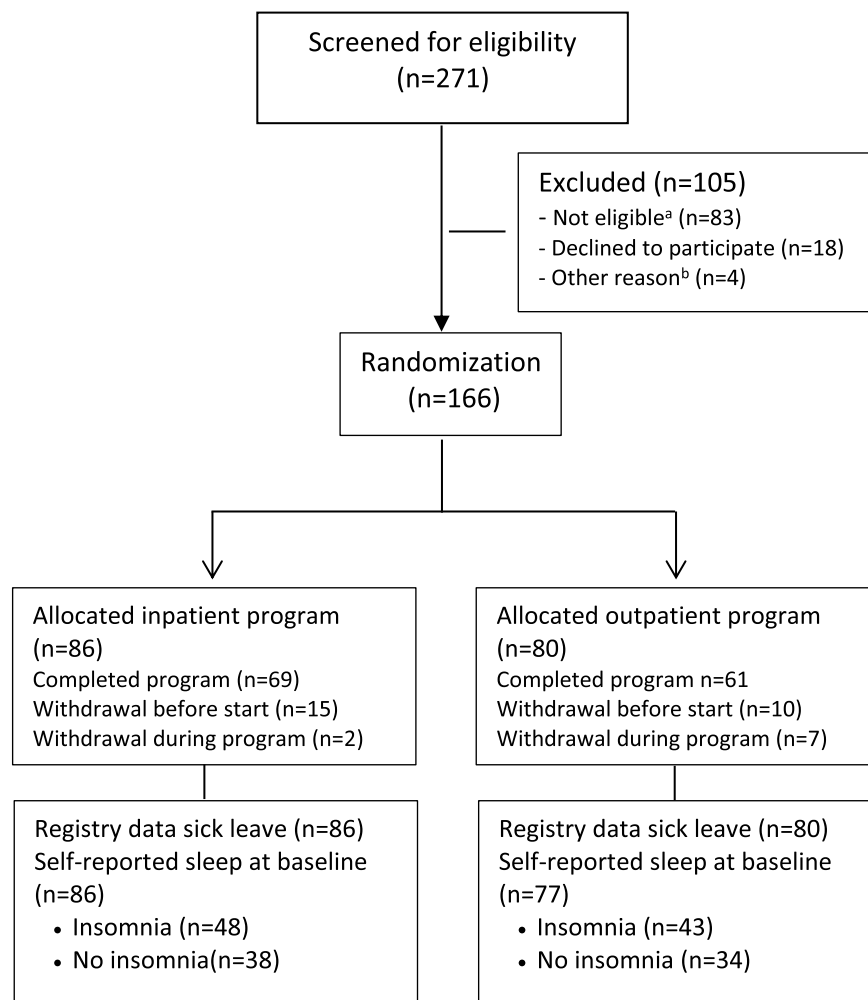 Screened for eligibility
(n=271)
Excluded (n=105)
- Not eligibleᵃ (n=83)
- Declined to participate (n=18)
- Other reasonᵇ (n=4)
Randomization
(n=166)
Allocated inpatient program
(n=86)
Completed program (n=69)
Withdrawal before start (n=15)
Withdrawal during program (n=2)
Allocated outpatient program
(n=80)
Completed program n=61
Withdrawal before start (n=10)
Withdrawal during program (n=7)
Registry data sick leave (n=86)
Self-reported sleep at baseline
(n=86)
• Insomnia (n=48)
• No insomnia(n=38)
Registry data sick leave (n=80)
Self-reported sleep at baseline
(n=77)
• Insomnia (n=43)
• No insomnia (n=34)